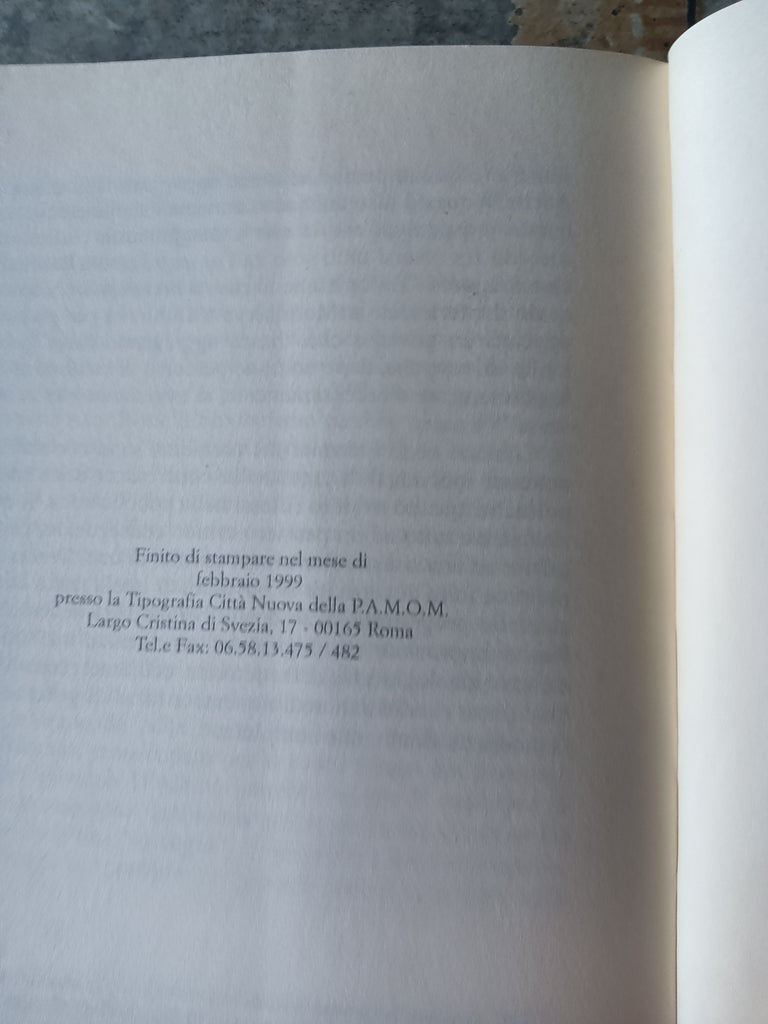 Finito di stampare nel mese di
febbraio 1999
presso la Tipografia Città Nuova della P.A.M.O.M.
Largo Cristina di Svezia, 17 - 00165 Roma
Tel.e Fax: 06.58.13.475 / 482